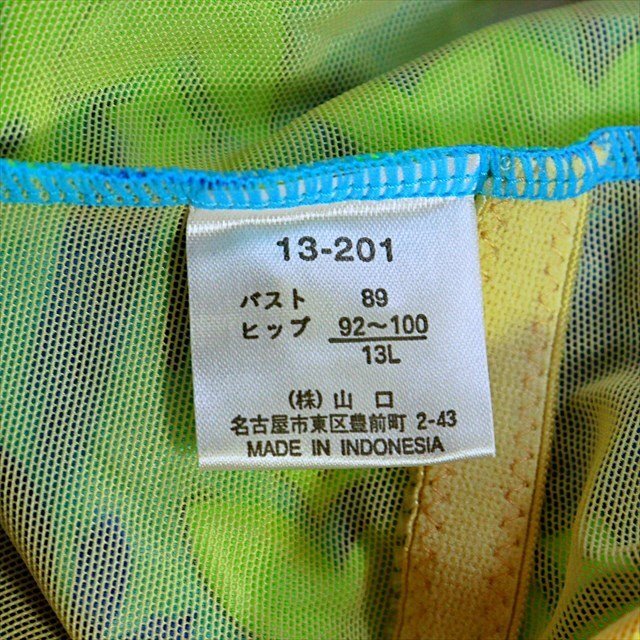 13-201
バスト 89
ヒップ 92～100
13L
(株)山口
名古屋市東区豊前町 2-43
MADE IN INDONESIA